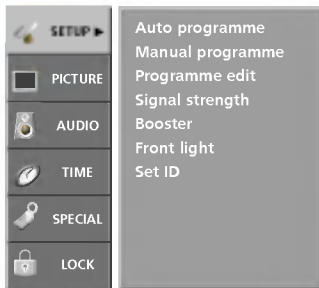 SETUP ▶
PICTURE
AUDIO
TIME
SPECIAL
LOCK
Auto programme
Manual programme
Programme edit
Signal strength
Booster
Front light
Set ID